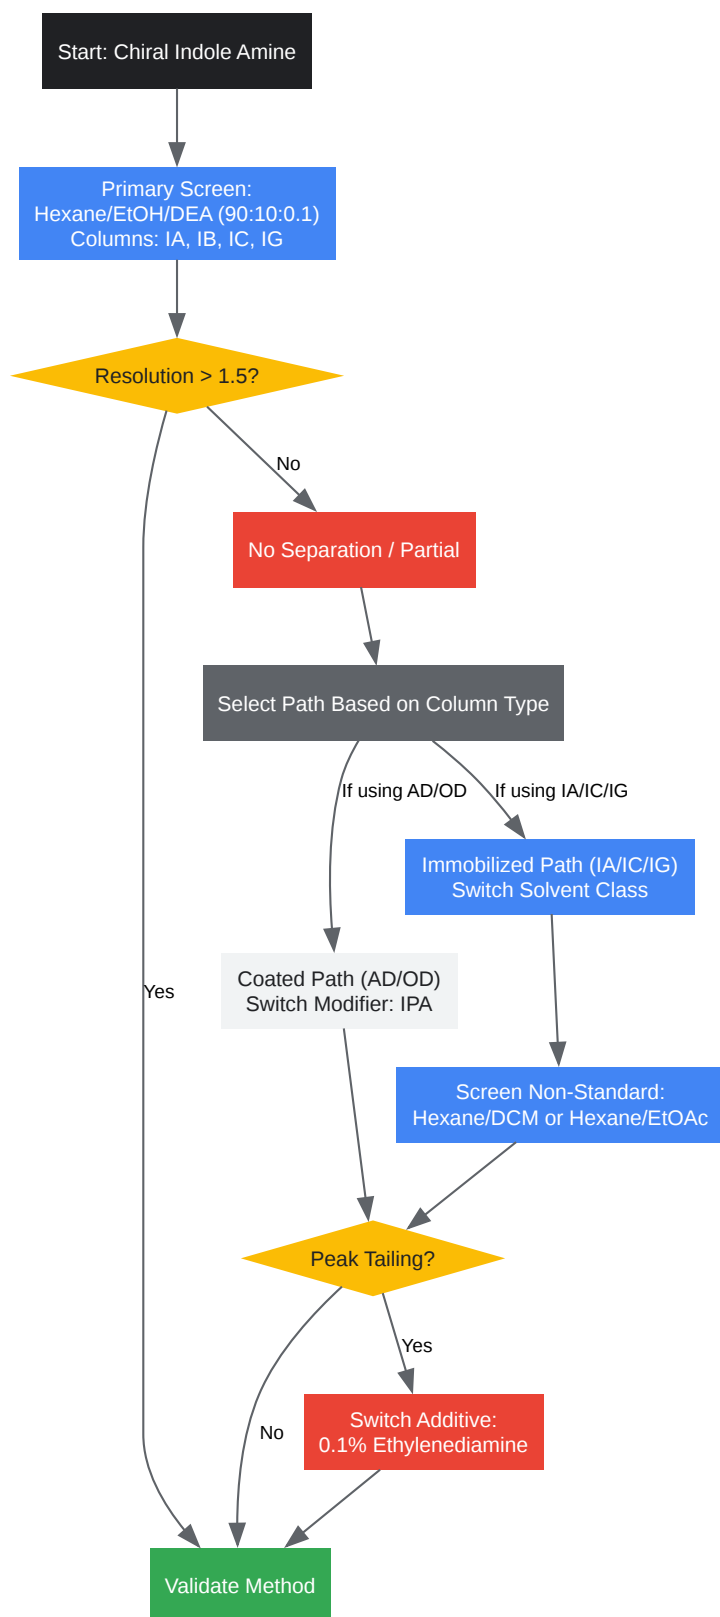 Start: Chiral Indole Amine
Primary Screen:
Hexane/EtOH/DEA (90:10:0.1)
Columns: IA, IB, IC, IG
Resolution > 1.5?
No
No Separation / Partial
Select Path Based on Column Type
If using AD/OD
If using IA/IC/IG
Immobilized Path (IA/IC/IG)
Switch Solvent Class
Coated Path (AD/OD)
Switch Modifier: IPA
Yes
Screen Non-Standard:
Hexane/DCM or Hexane/EtOAc
Peak Tailing?
Yes
No
Switch Additive:
0.1% Ethylenediamine
Validate Method